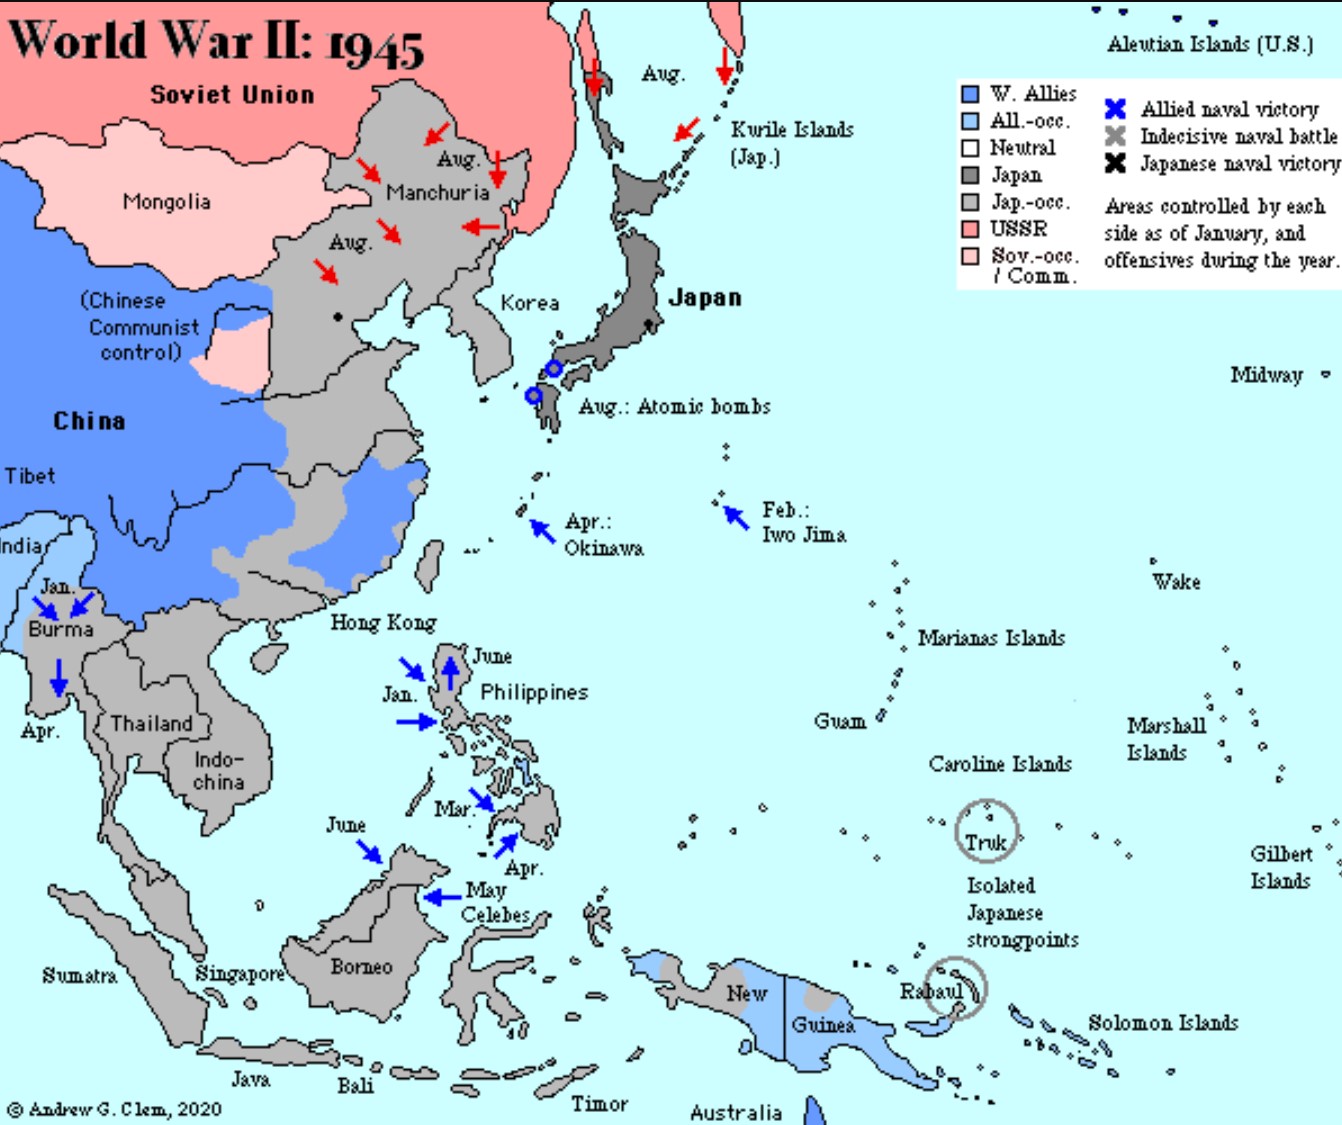 World War II: 1945
Soviet Union
Aleutian Islands (U.S.)
Aug.
Kurile Islands
(Jap.)
W. Allies
All.-occ.
Neutral
Japan
Jap.-occ.
USSR
Sov.-occ.
/ Comm.
Allied naval victory
Indecisive naval battle
Japanese naval victory
Areas controlled by each
side as of January, and
offensives during the year.
Mongolia
Aug.
Manchuria
Aug.
(Chinese
Communist
control)
Korea
Japan
Midway
China
Aug.: Atomic bombs
Tibet
India
Apr.:
Okinawa
Feb.:
Iwo Jima
Jan.
Burma
Wake
Hong Kong
Marianas Islands
June
Jan.
Philippines
Apr.
Thailand
Indo-
china
Guam
Marshall
Islands
Caroline Islands
Mar.
June
Apr.
Truk
Gilbert
Islands
May
Celebes
Isolated
Japanese
strongpoints
Sumatra
Singapore
Borneo
New
Guinea
Rabaul
Solomon Islands
Java
Bali
Timor
Australia
© Andrew G. Clem, 2020